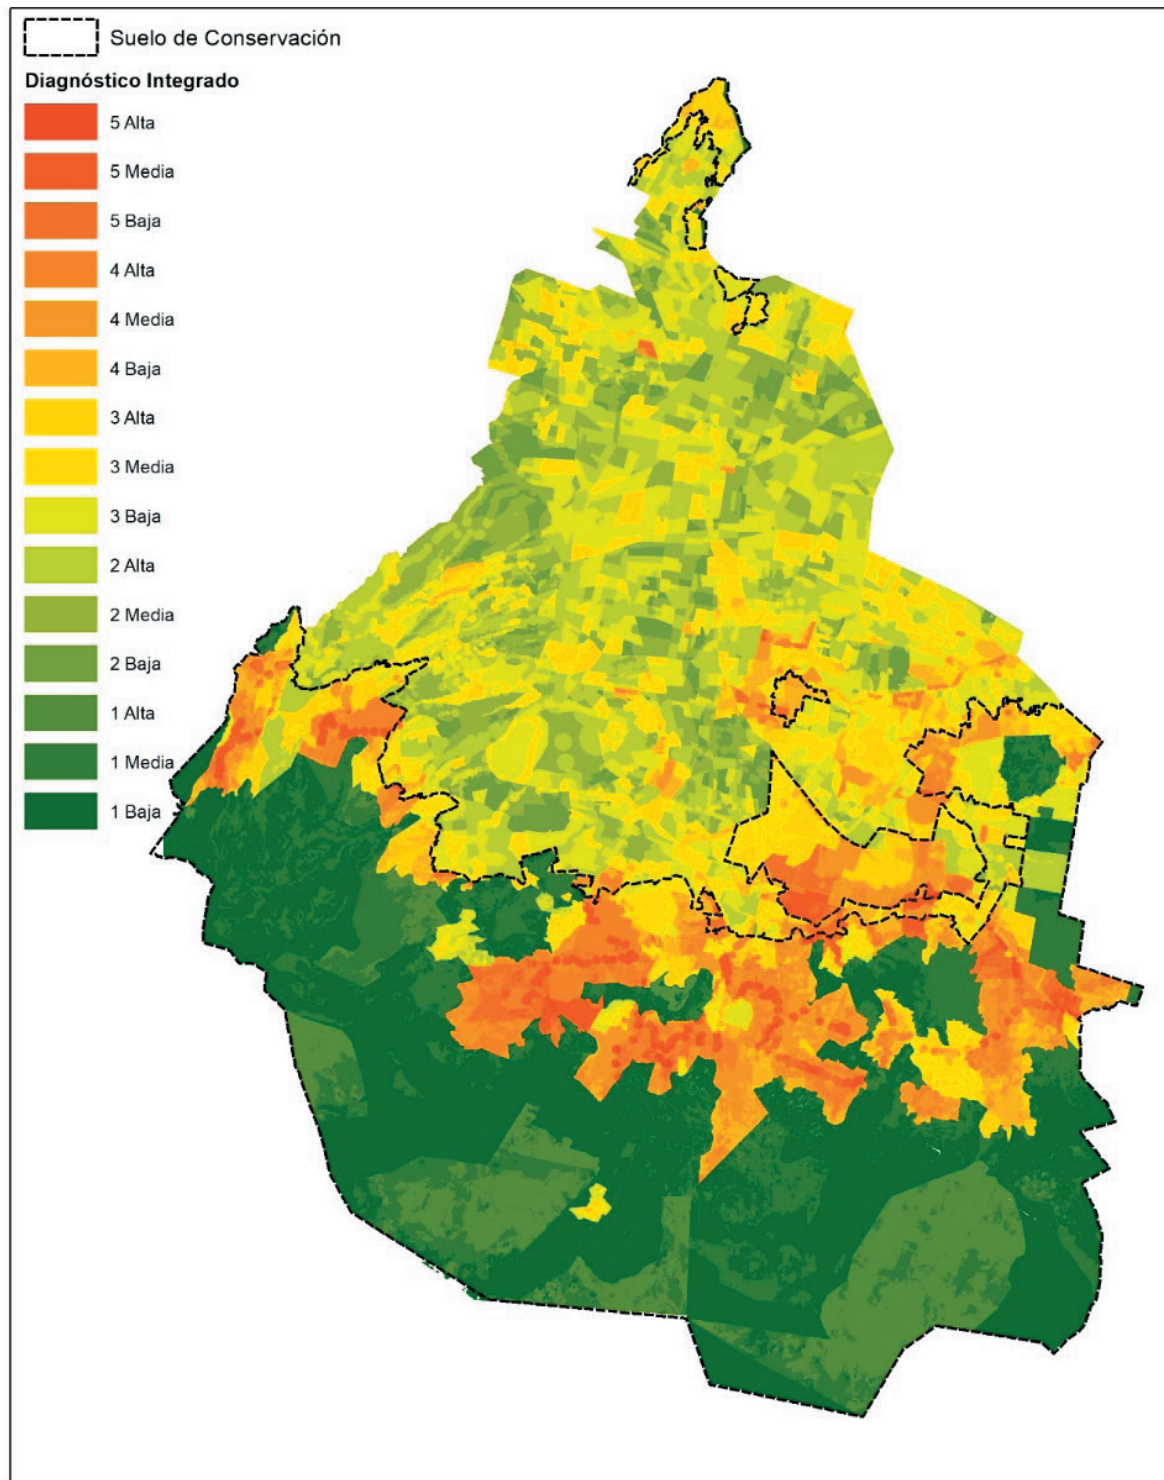 Suelo de Conservación
Diagnóstico Integrado
5 Alta
5 Media
5 Baja
4 Alta
4 Media
4 Baja
3 Alta
3 Media
3 Baja
2 Alta
2 Media
2 Baja
1 Alta
1 Media
1 Baja